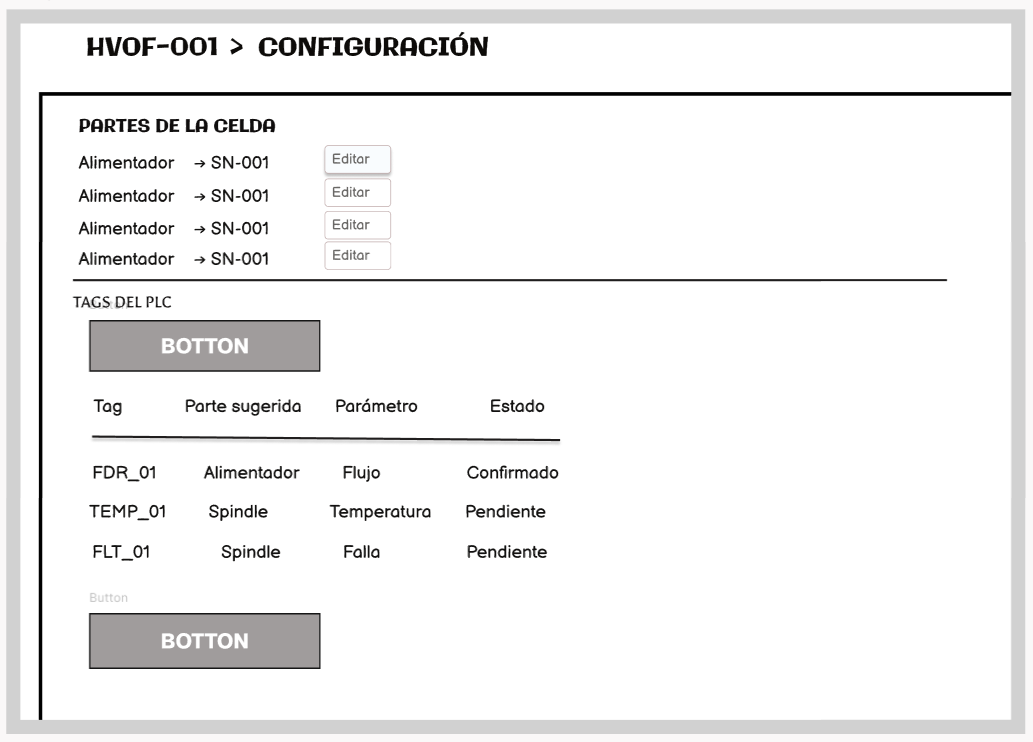 HVOF-001 > CONFIGURACIÓN
PARTES DE LA CELDA
Alimentador → SN-001 Editar
Alimentador → SN-001 Editar
Alimentador → SN-001 Editar
Alimentador → SN-001 Editar
TAGS DEL PLC
BOTTON
Tag Parte sugerida Parámetro Estado
FDR_01 Alimentador Flujo Confirmado
TEMP_01 Spindle Temperatura Pendiente
FLT_01 Spindle Falla Pendiente
Button
BOTTON